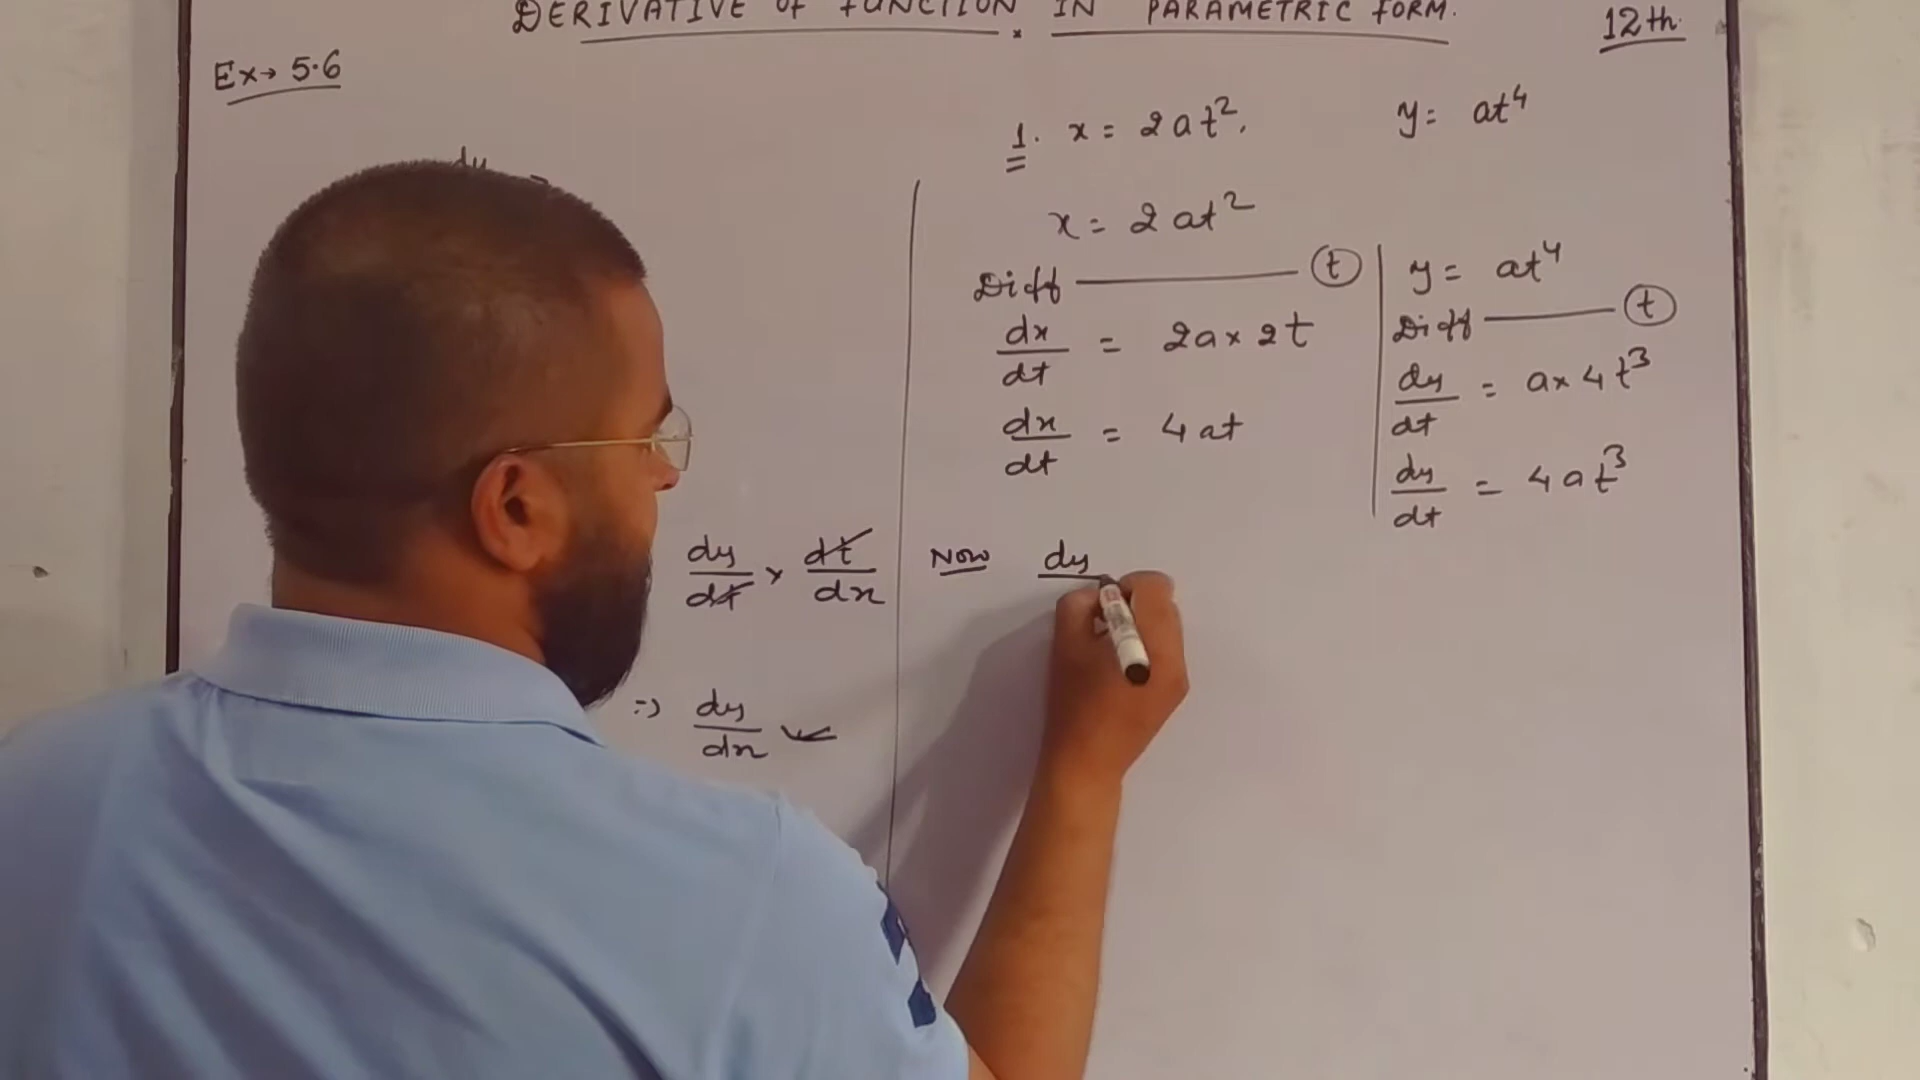 DERIVATIVE OF FUNCTION IN PARAMETRIC FORM.
12th
Ex→ 5.6
dy
dy/dt × dt/dx
=> dy/dx
1. x = 2at², y = at⁴
x = 2at²
Diff ——— t
dx/dt = 2a × 2t
dx/dt = 4at
y = at⁴
Diff ——— t
dy/dt = a × 4t³
dy/dt = 4at³
Now dy